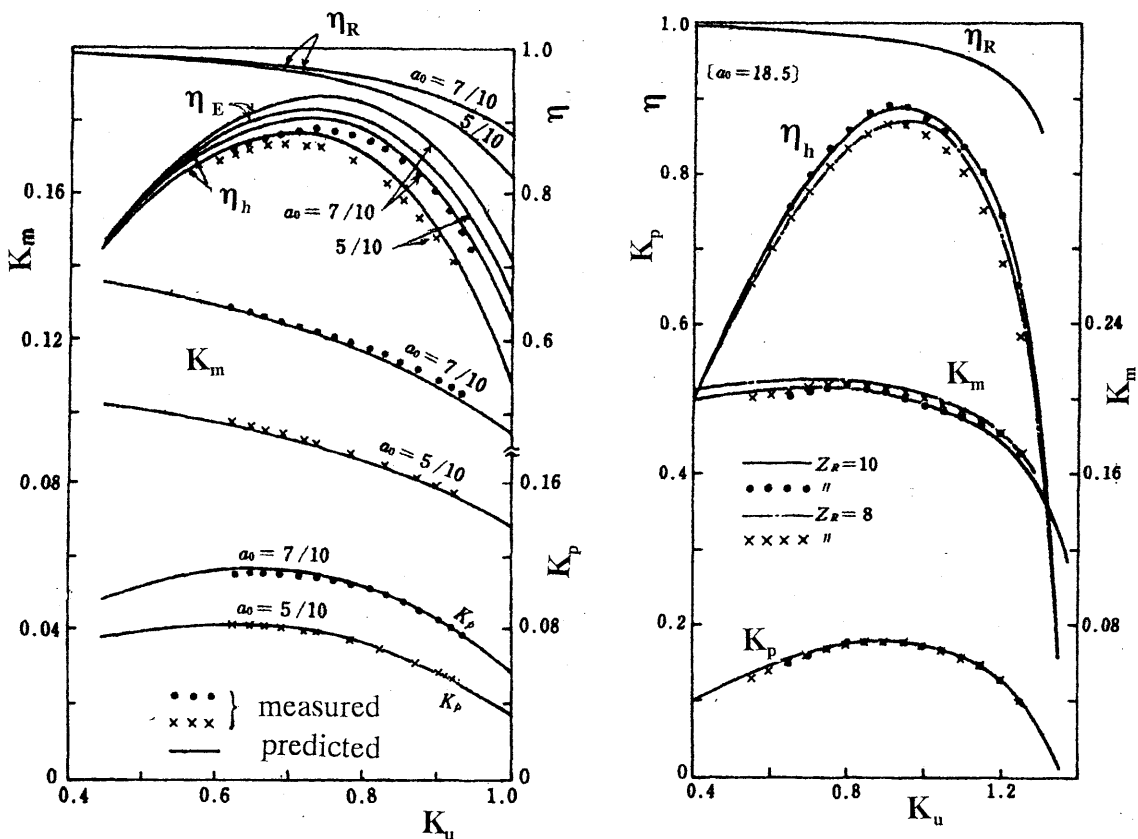 η_R
1.0
a₀ = 7/10
5/10
η
η_E
0.16
η_h
0.8
a₀ = 7/10
5/10
K_m
0.12
0.6
K_m
a₀ = 7/10
a₀ = 5/10
0.16
0.08
a₀ = 7/10
K_p
a₀ = 5/10
K_p
0.04
0.08
K_p
measured
predicted
0
0
0.4
0.6
0.8
1.0
K_u
1.0
η_R
[a₀=18.5]
η
0.8
η_h
K_p
0.6
0.24
K_m
K_m
0.4
Z_R=10
〃
0.16
Z_R=8
〃
0.2
K_p
0.08
0
0.4
0.8
1.2
K_u